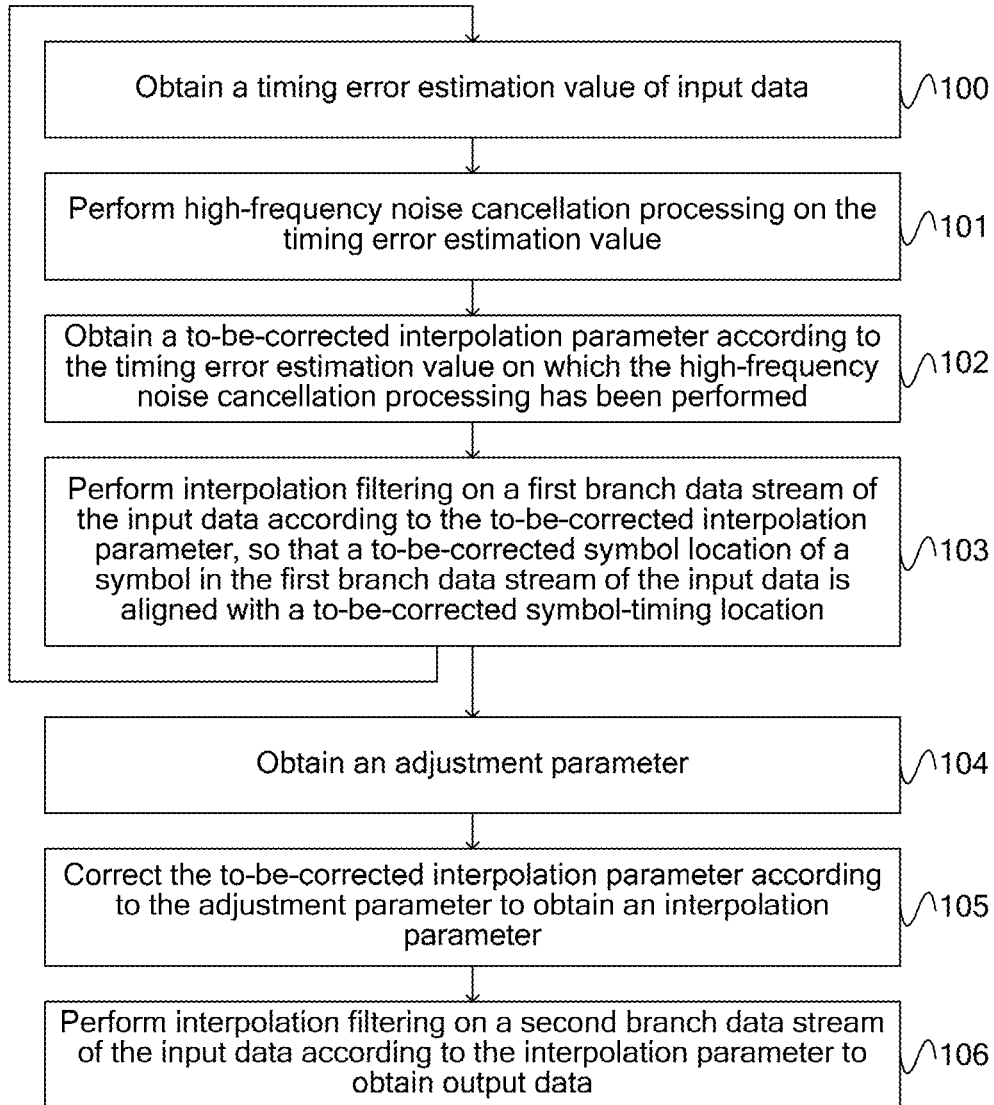 Obtain a timing error estimation value of input data
100
Perform high-frequency noise cancellation processing on the
timing error estimation value
101
Obtain a to-be-corrected interpolation parameter according to
the timing error estimation value on which the high-frequency
noise cancellation processing has been performed
102
Perform interpolation filtering on a first branch data stream of
the input data according to the to-be-corrected interpolation
parameter, so that a to-be-corrected symbol location of a
symbol in the first branch data stream of the input data is
aligned with a to-be-corrected symbol-timing location
103
Obtain an adjustment parameter
104
Correct the to-be-corrected interpolation parameter according
to the adjustment parameter to obtain an interpolation
parameter
105
Perform interpolation filtering on a second branch data stream
of the input data according to the interpolation parameter to
obtain output data
106